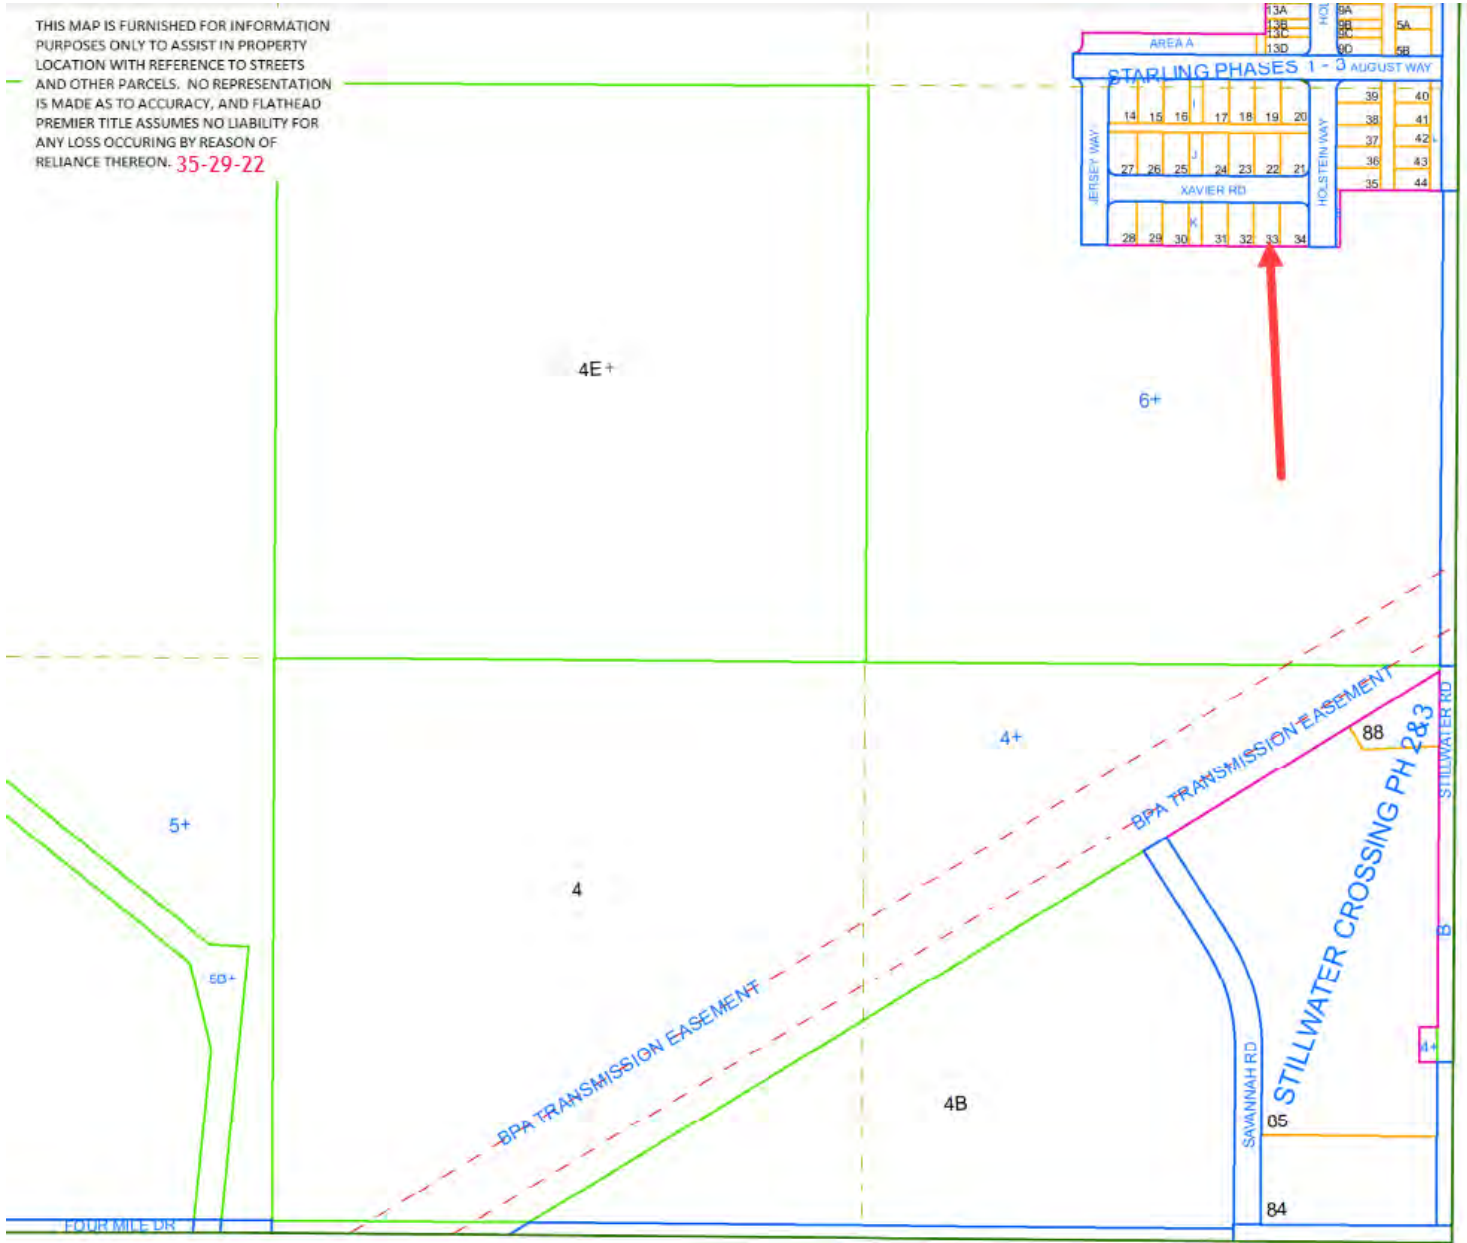 THIS MAP IS FURNISHED FOR INFORMATION
PURPOSES ONLY TO ASSIST IN PROPERTY
LOCATION WITH REFERENCE TO STREETS
AND OTHER PARCELS. NO REPRESENTATION
IS MADE AS TO ACCURACY, AND FLATHEAD
PREMIER TITLE ASSUMES NO LIABILITY FOR
ANY LOSS OCCURING BY REASON OF
RELIANCE THEREON. 35-29-22
13A
9A
13B
9B
5A
13C
9C
AREA A
13D
9D
5B
STARLING PHASES 1 - 3
AUGUST WAY
39 40
14 15 16 I 17 18 19 20
38 41
37 42
JERSEY WAY
HOLSTEIN WAY
J
36 43
27 26 25 24 23 22 21
35 44
XAVIER RD
K
28 29 30 31 32 33 34
4E+
6+
4+
BPA TRANSMISSION EASEMENT
88
STILLWATER RD
STILLWATER CROSSING PH 2&3
5+
4
B
5D+
BPA TRANSMISSION EASEMENT
4+
4B
SAVANNAH RD
85
84
FOUR MILE DR